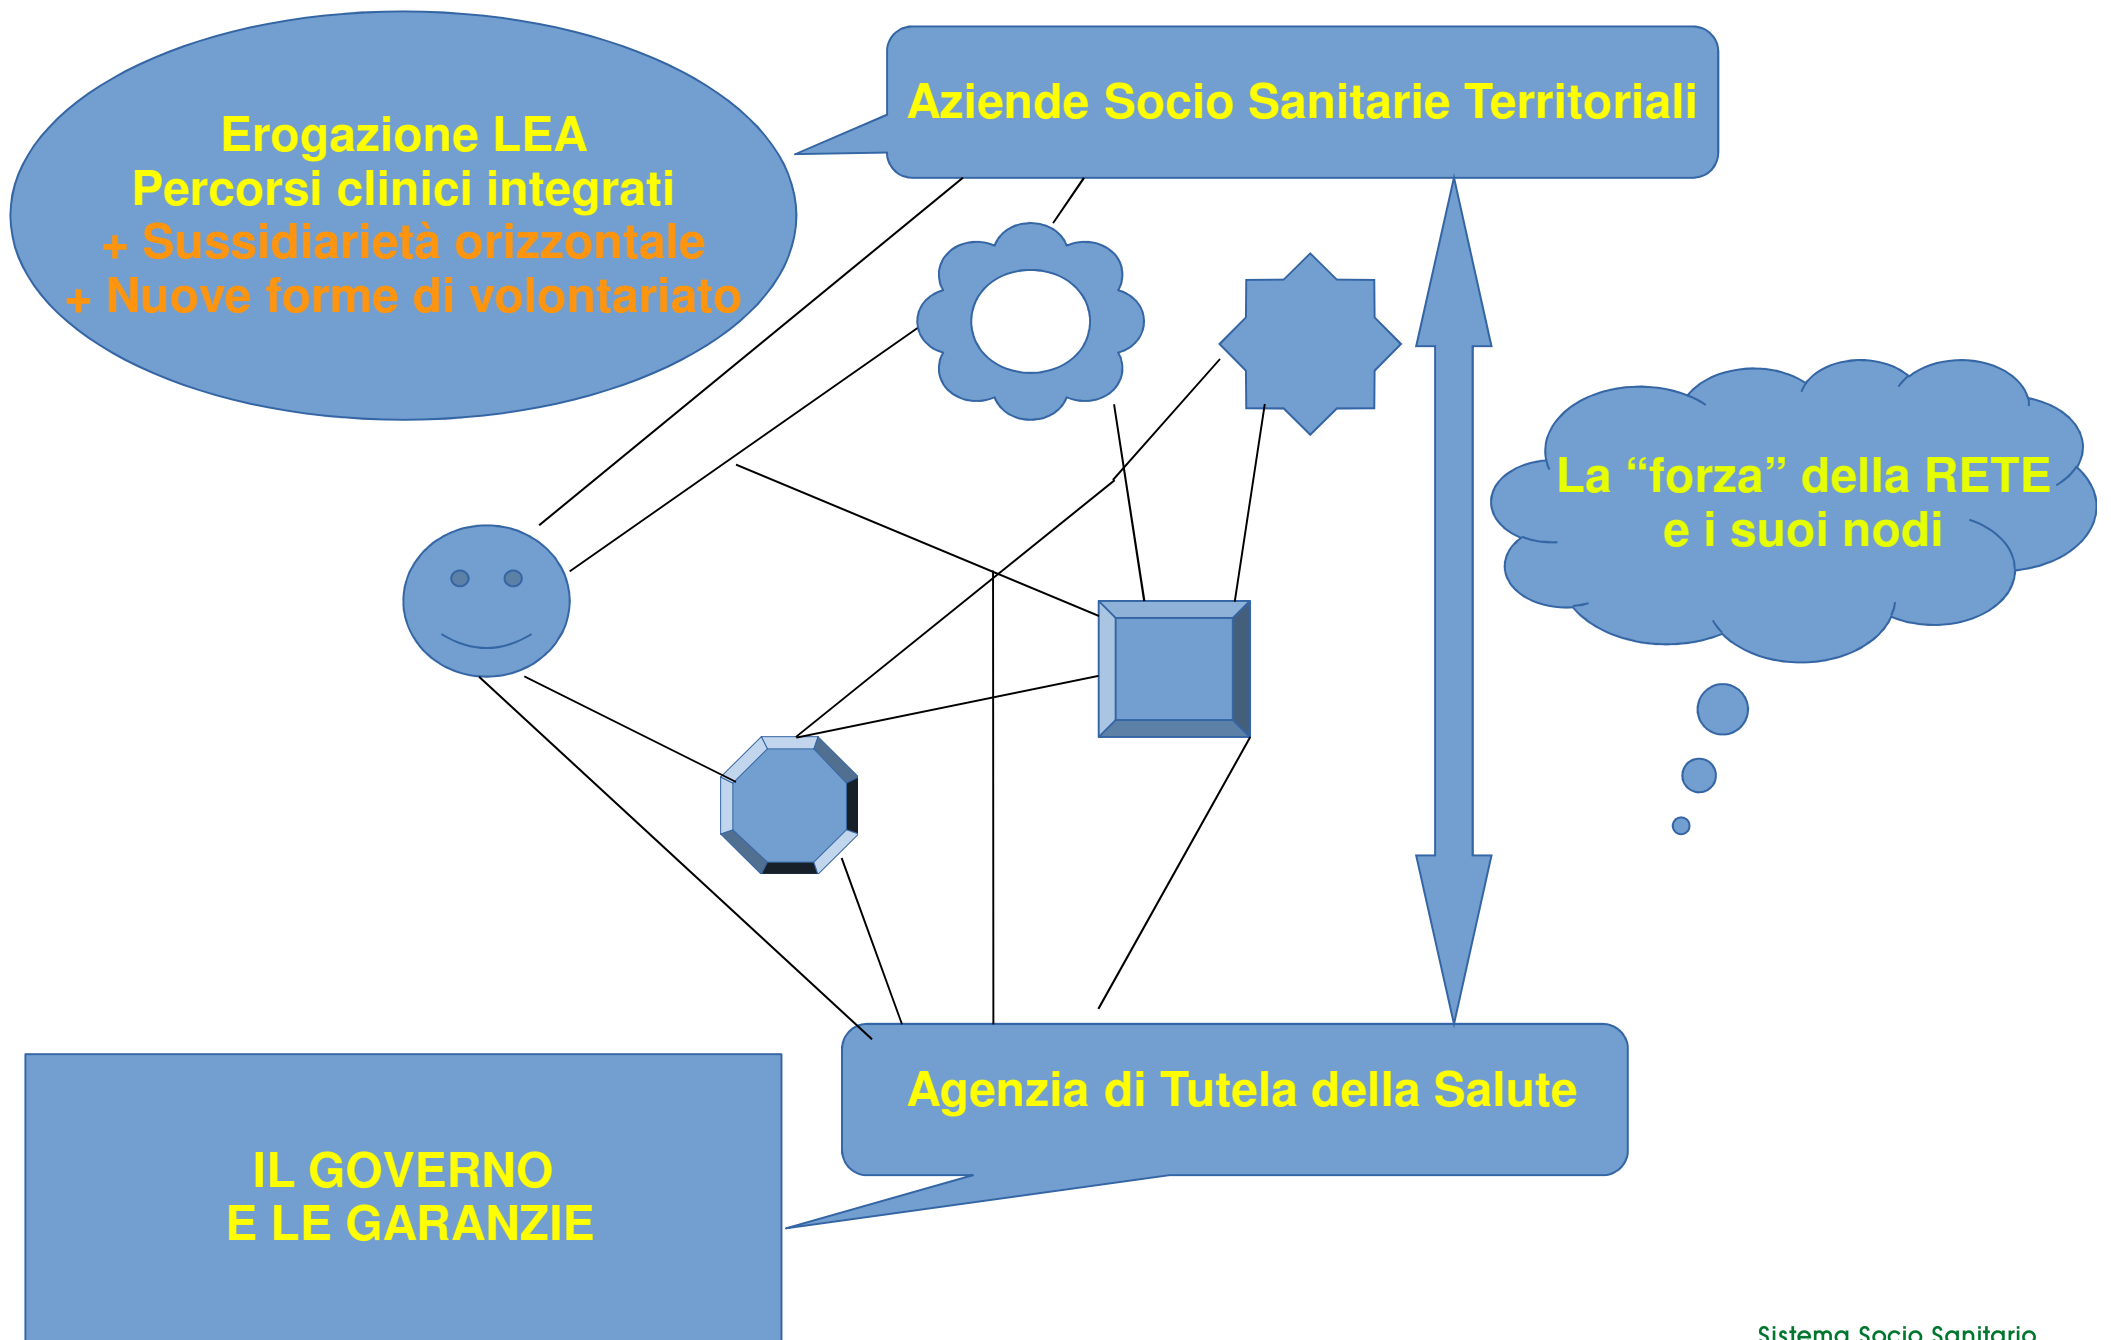 Aziende Socio Sanitarie Territoriali
Erogazione LEA
Percorsi clinici integrati
+ Sussidiarietà orizzontale
+ Nuove forme di volontariato
La “forza” della RETE
e i suoi nodi
Agenzia di Tutela della Salute
IL GOVERNO
E LE GARANZIE
Sistema Socio Sanitario